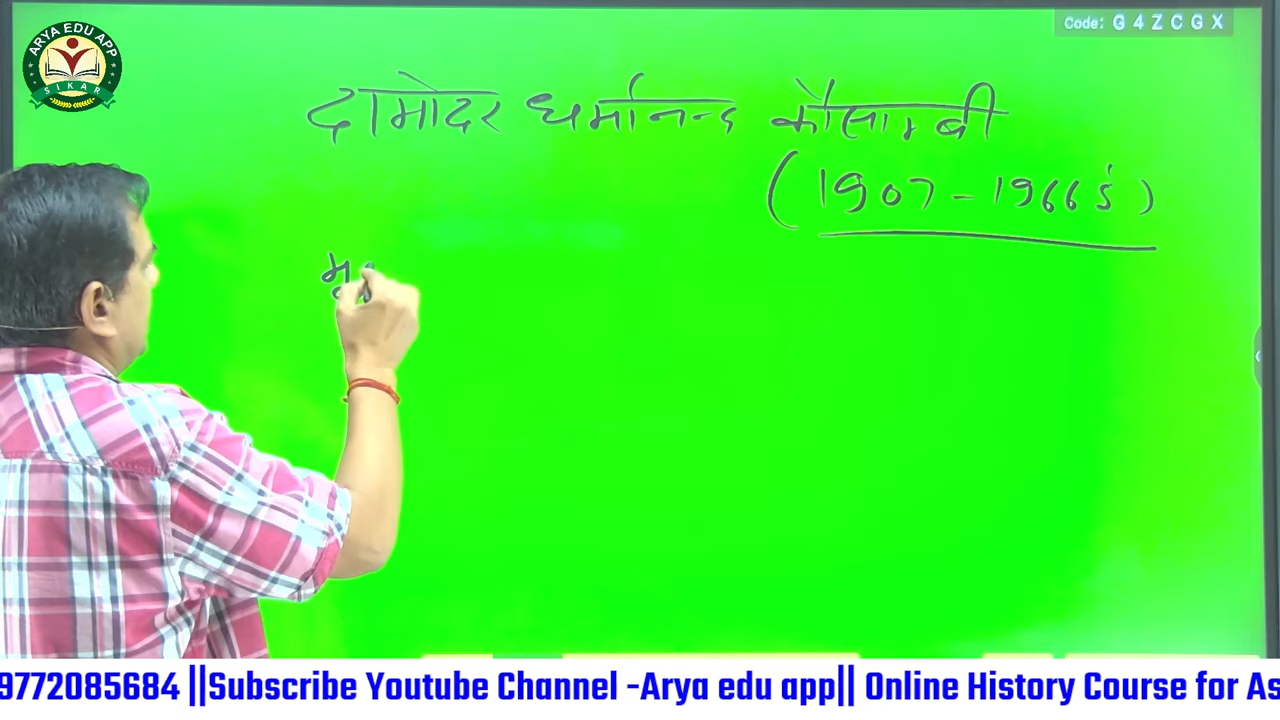 ARYA EDU APP
SIKAR
Code: G 4 Z C G X
दामोदर धर्मानन्द कौसाम्बी
(1907 - 1966 ई)
9772085684 ||Subscribe Youtube Channel -Arya edu app|| Online History Course for As